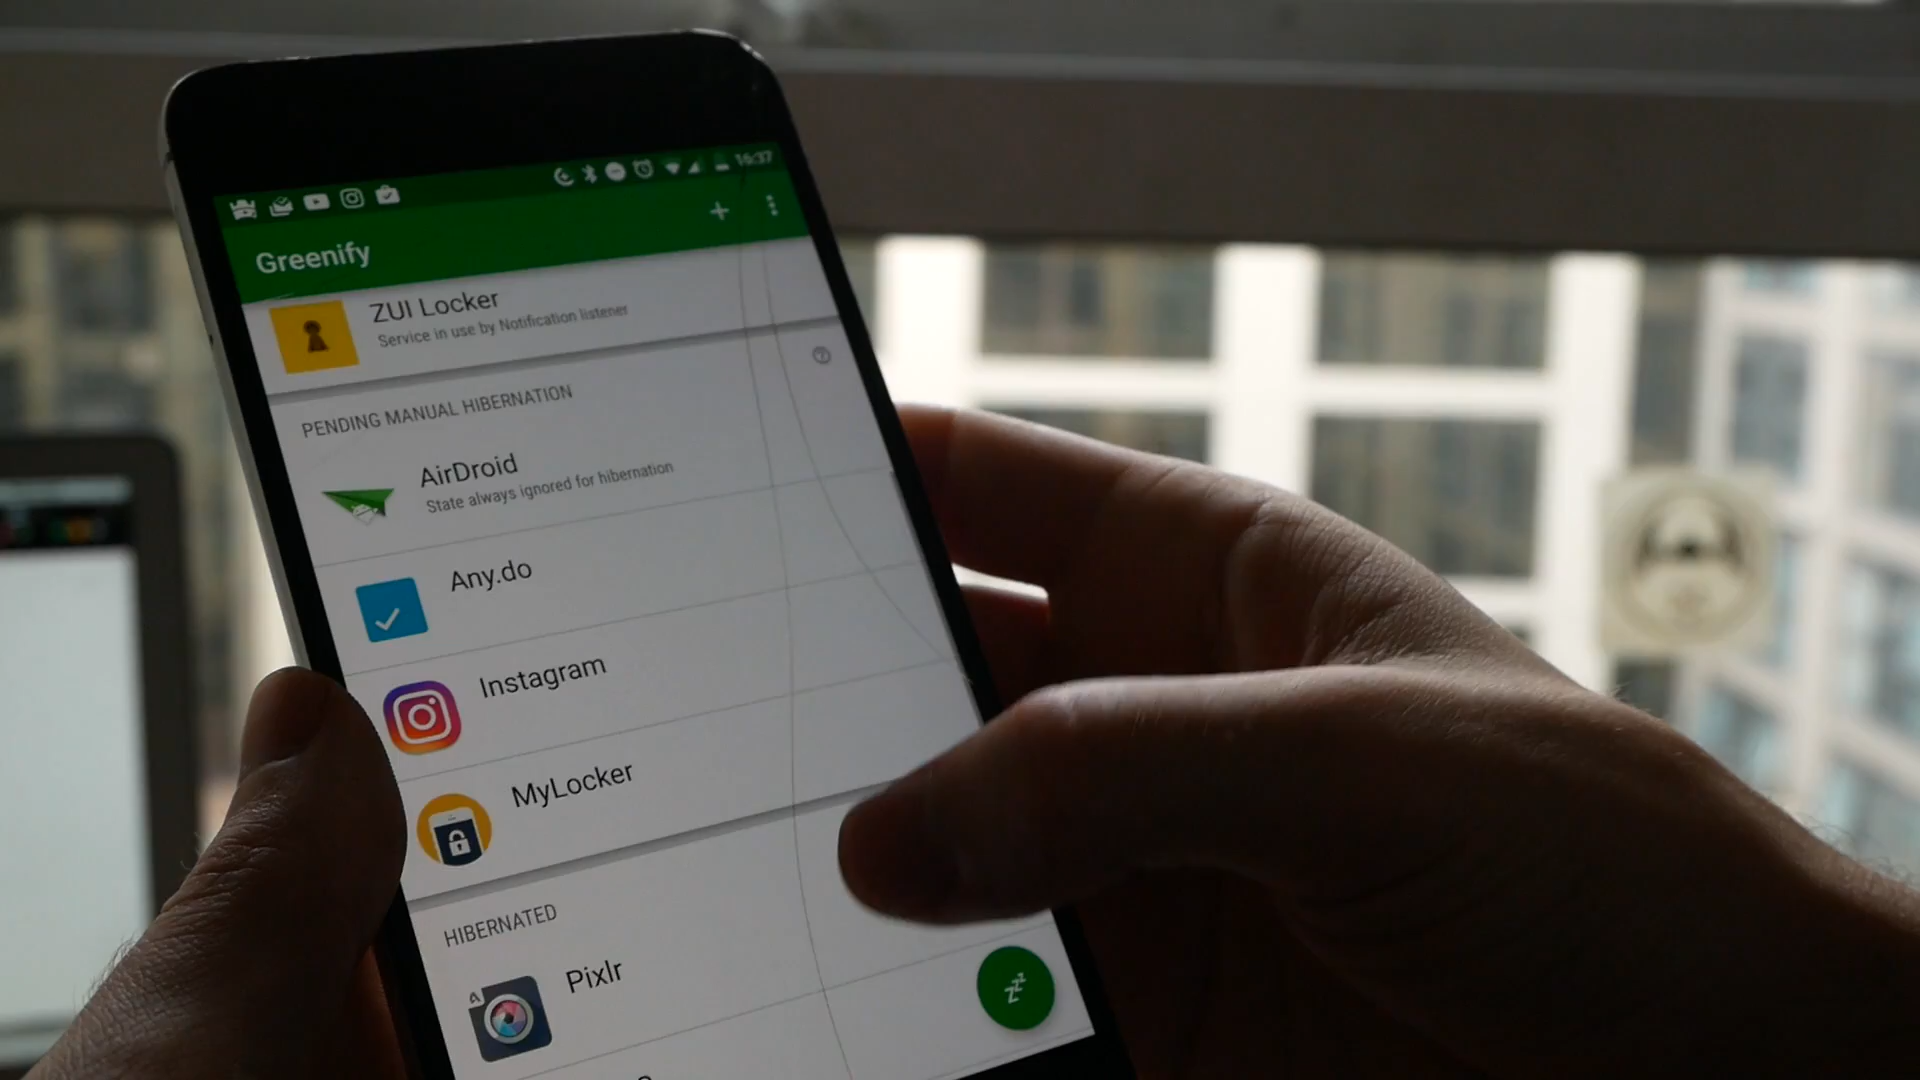 16:37
Greenify
ZUI Locker
Service in use by Notification listener
PENDING MANUAL HIBERNATION
AirDroid
State always ignored for hibernation
Any.do
Instagram
MyLocker
HIBERNATED
Pixlr
zzz